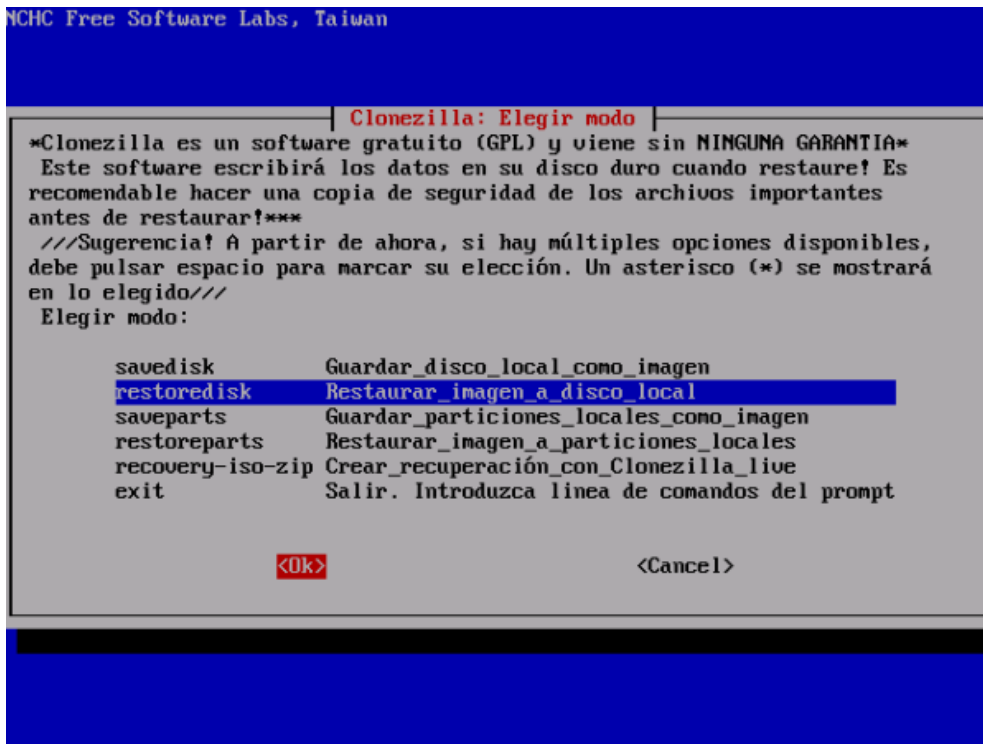 NCHC Free Software Labs, Taiwan
Clonezilla: Elegir modo
*Clonezilla es un software gratuito (GPL) y viene sin NINGUNA GARANTIA*
Este software escribirá los datos en su disco duro cuando restaure! Es
recomendable hacer una copia de seguridad de los archivos importantes
antes de restaurar!***
///Sugerencia! A partir de ahora, si hay múltiples opciones disponibles,
debe pulsar espacio para marcar su elección. Un asterisco (*) se mostrará
en lo elegido///
Elegir modo:
savedisk Guardar_disco_local_como_imagen
restoredisk Restaurar_imagen_a_disco_local
saveparts Guardar_particiones_locales_como_imagen
restoreparts Restaurar_imagen_a_particiones_locales
recovery-iso-zip Crear_recuperación_con_Clonezilla_live
exit Salir. Introduzca linea de comandos del prompt
<Ok> <Cancel>